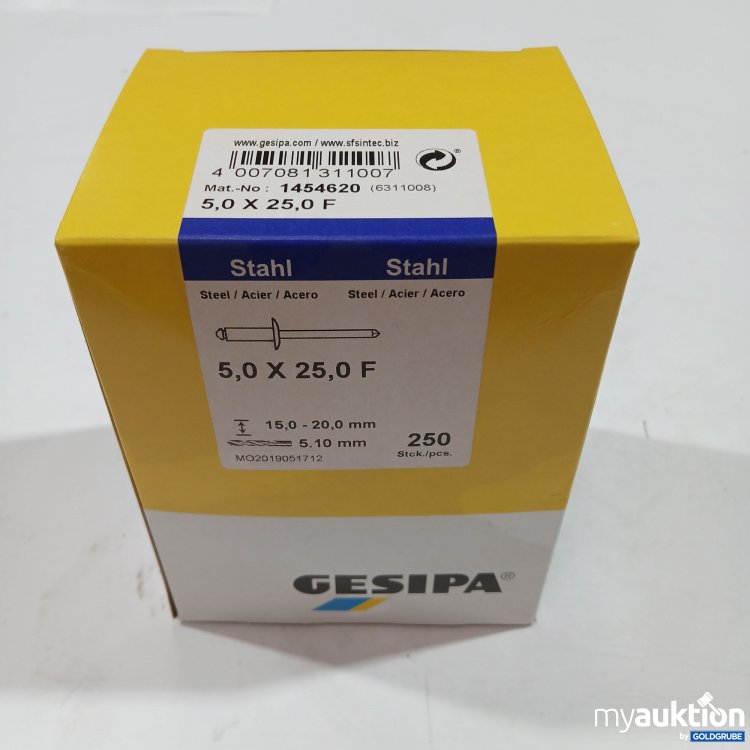 www.gesipa.com / www.sfsintec.biz
4 007081 311007
Mat.-No : 1454620 (6311008)
5,0 X 25,0 F
Stahl Stahl
Steel / Acier / Acero Steel / Acier / Acero
5,0 X 25,0 F
15,0 - 20,0 mm
5.10 mm 250
MO2019051712 Stck./pcs.
GESIPA®
myauktion
by GOLDGRUBE